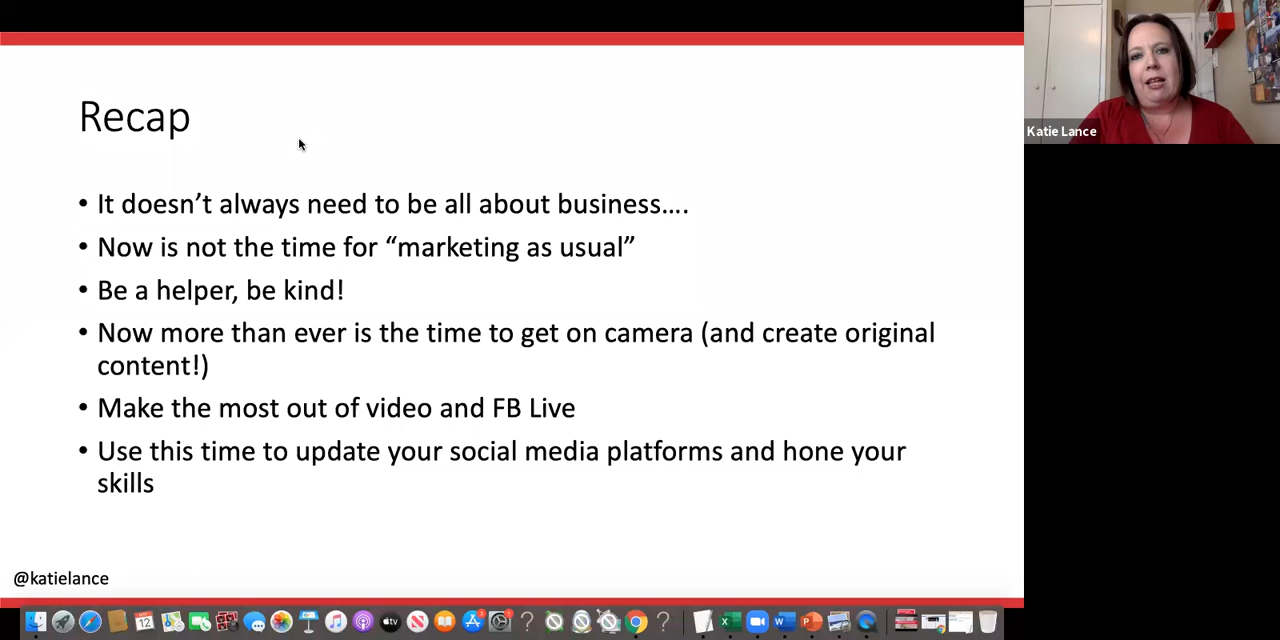 Recap
• It doesn’t always need to be all about business….
• Now is not the time for “marketing as usual”
• Be a helper, be kind!
• Now more than ever is the time to get on camera (and create original
content!)
• Make the most out of video and FB Live
• Use this time to update your social media platforms and hone your
skills
@katielance
Katie Lance
12
tv